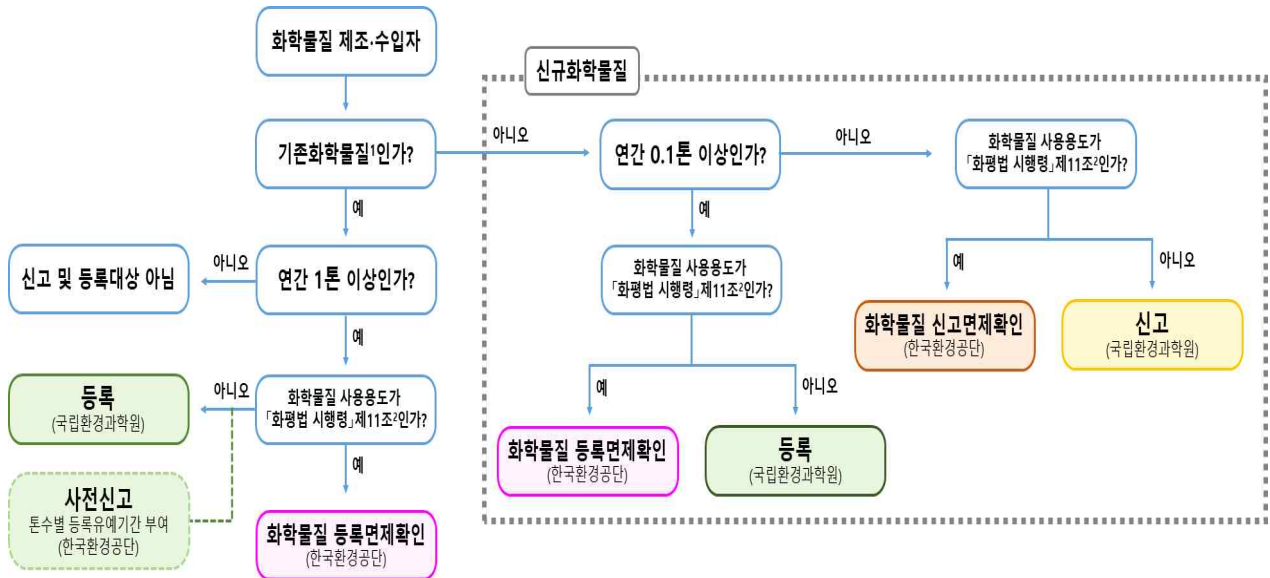 화학물질 제조·수입자
신규화학물질
기존화학물질¹인가?
아니오
연간 0.1톤 이상인가?
아니오
화학물질 사용용도가
「화평법 시행령」제11조²인가?
예
예
신고 및 등록대상 아님
아니오
연간 1톤 이상인가?
화학물질 사용용도가
「화평법 시행령」제11조²인가?
예
아니오
화학물질 신고면제확인
(한국환경공단)
신고
(국립환경과학원)
예
등록
(국립환경과학원)
아니오
화학물질 사용용도가
「화평법 시행령」제11조²인가?
예
아니오
화학물질 등록면제확인
(한국환경공단)
등록
(국립환경과학원)
예
사전신고
톤수별 등록유예기간 부여
(한국환경공단)
화학물질 등록면제확인
(한국환경공단)